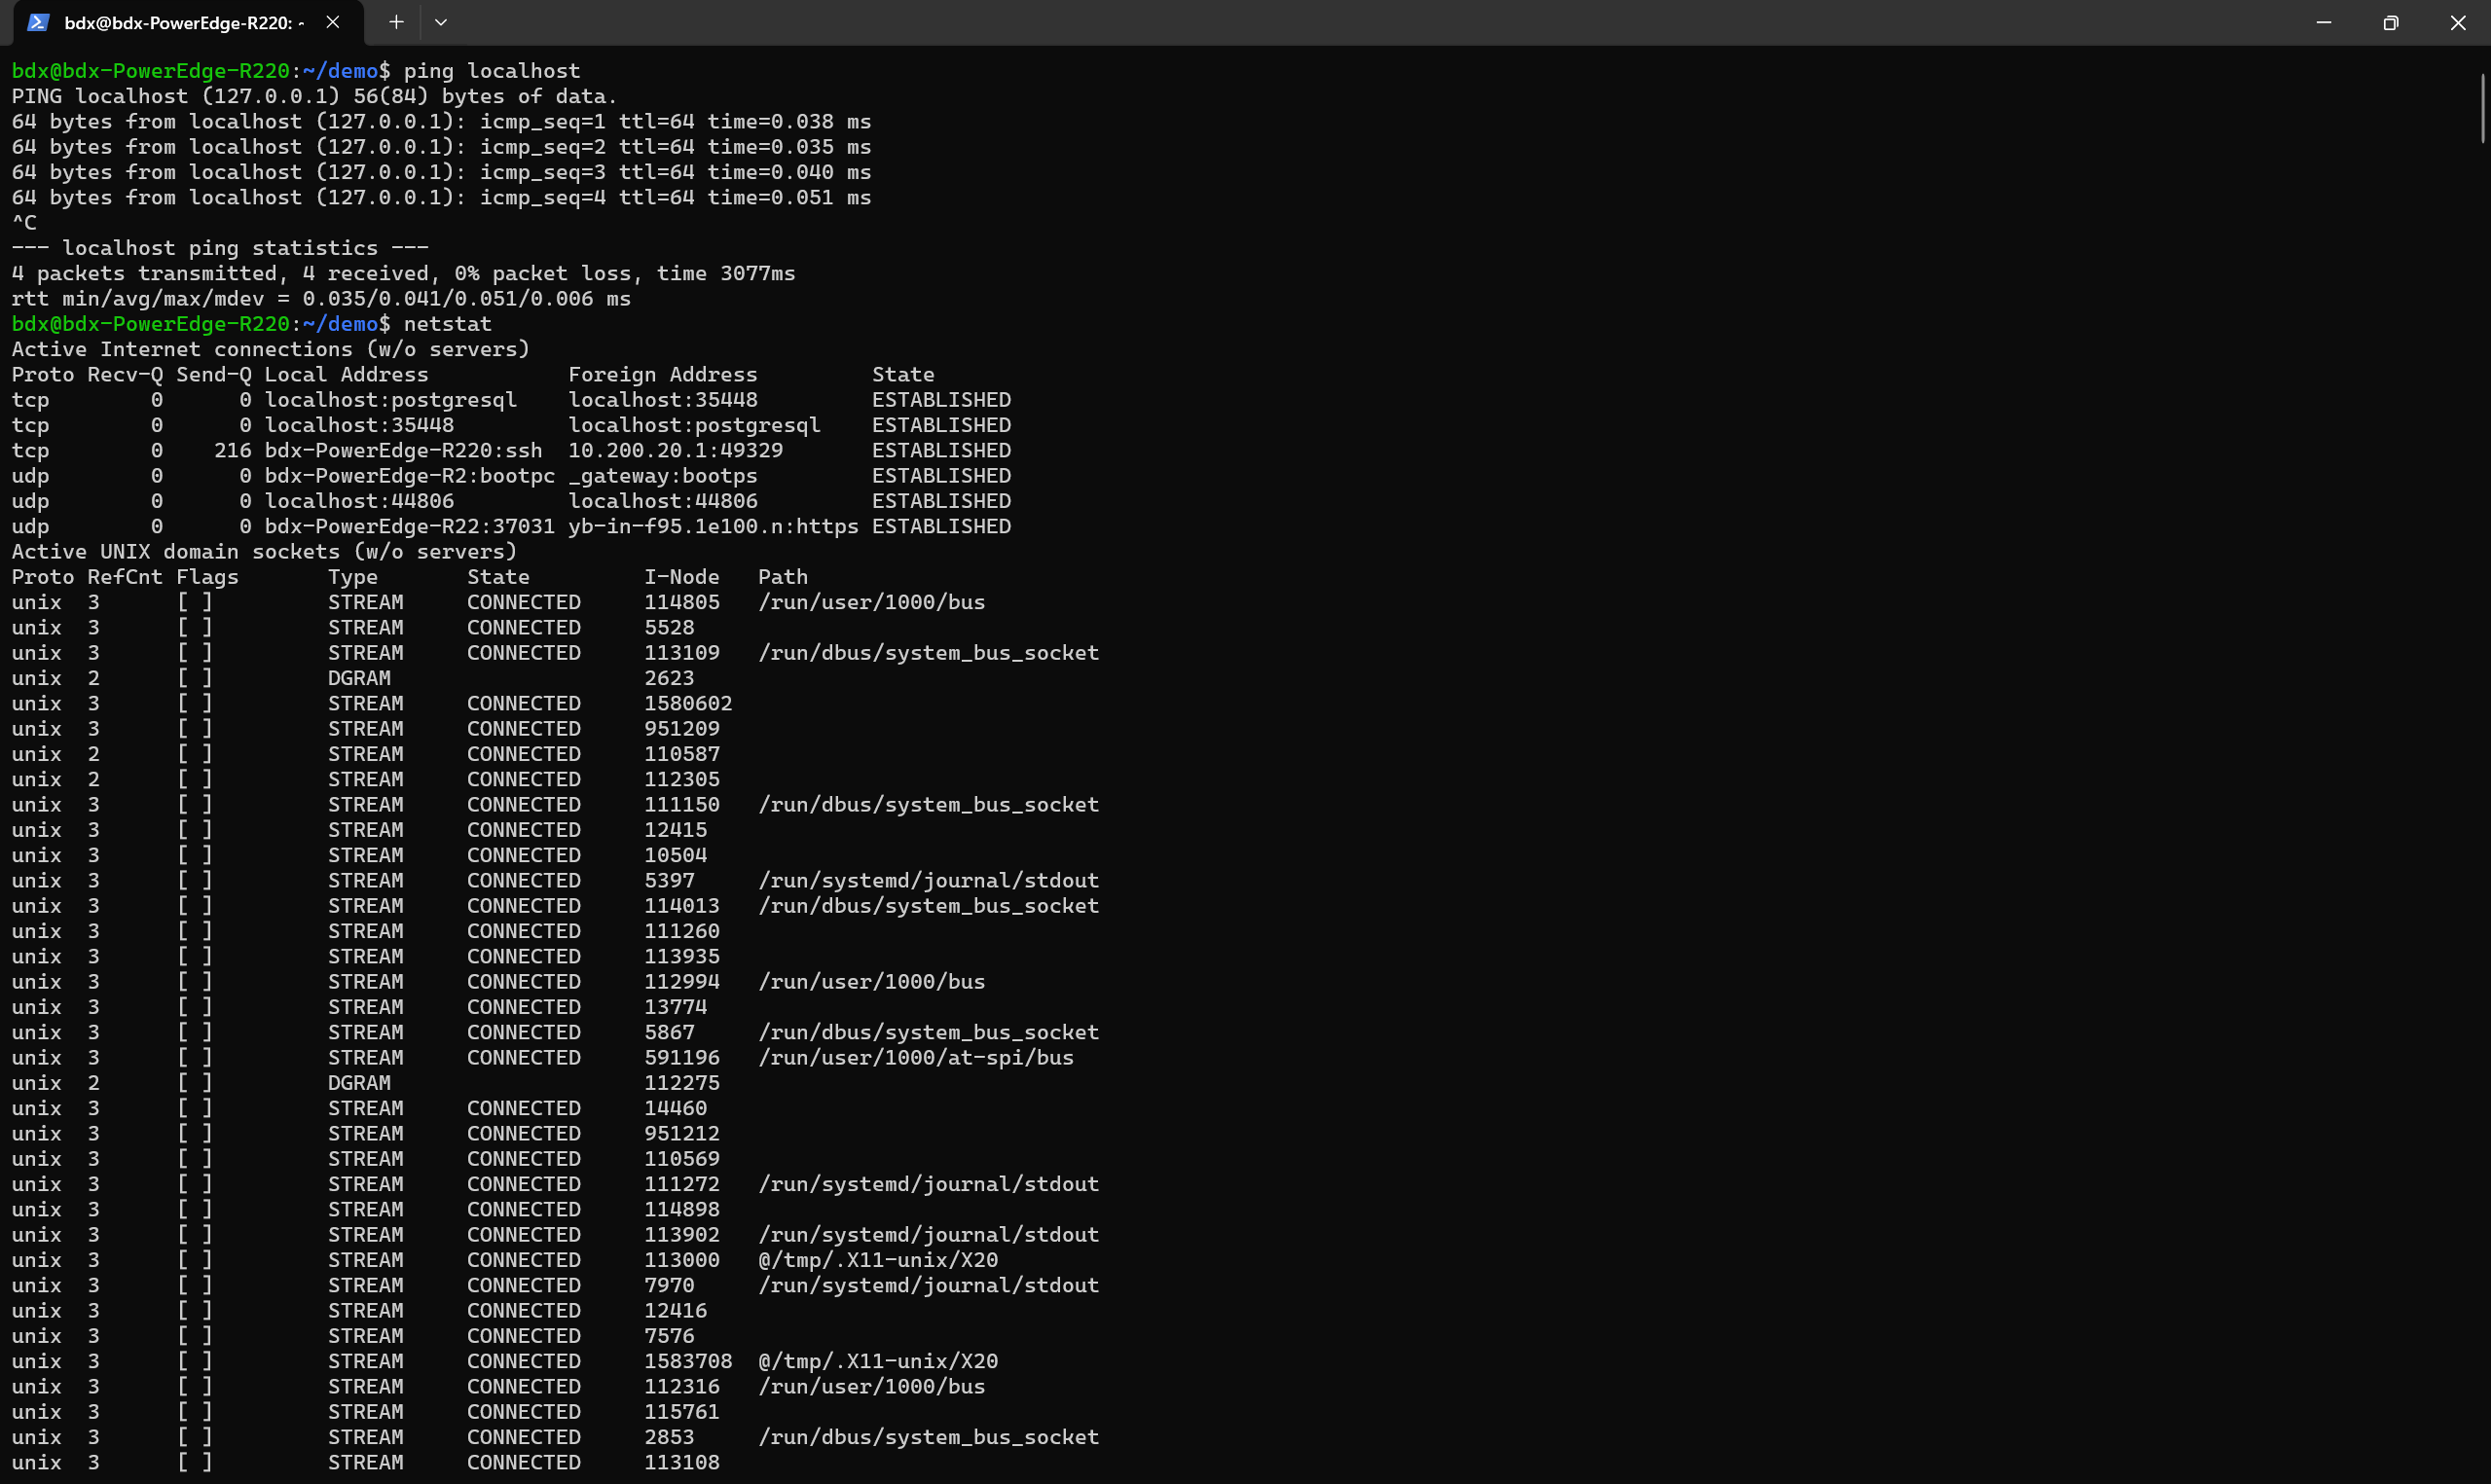 bdx@bdx-PowerEdge-R220: ~
bdx@bdx-PowerEdge-R220:~/demo$ ping localhost
PING localhost (127.0.0.1) 56(84) bytes of data.
64 bytes from localhost (127.0.0.1): icmp_seq=1 ttl=64 time=0.038 ms
64 bytes from localhost (127.0.0.1): icmp_seq=2 ttl=64 time=0.035 ms
64 bytes from localhost (127.0.0.1): icmp_seq=3 ttl=64 time=0.040 ms
64 bytes from localhost (127.0.0.1): icmp_seq=4 ttl=64 time=0.051 ms
^C
--- localhost ping statistics ---
4 packets transmitted, 4 received, 0% packet loss, time 3077ms
rtt min/avg/max/mdev = 0.035/0.041/0.051/0.006 ms
bdx@bdx-PowerEdge-R220:~/demo$ netstat
Active Internet connections (w/o servers)
Proto Recv-Q Send-Q Local Address           Foreign Address         State
tcp        0      0 localhost:postgresql    localhost:35448         ESTABLISHED
tcp        0      0 localhost:35448         localhost:postgresql    ESTABLISHED
tcp        0    216 bdx-PowerEdge-R220:ssh  10.200.20.1:49329       ESTABLISHED
udp        0      0 bdx-PowerEdge-R2:bootpc _gateway:bootps         ESTABLISHED
udp        0      0 localhost:44806         localhost:44806         ESTABLISHED
udp        0      0 bdx-PowerEdge-R22:37031 yb-in-f95.1e100.n:https ESTABLISHED
Active UNIX domain sockets (w/o servers)
Proto RefCnt Flags       Type       State         I-Node   Path
unix  3      [ ]         STREAM     CONNECTED     114805   /run/user/1000/bus
unix  3      [ ]         STREAM     CONNECTED     5528
unix  3      [ ]         STREAM     CONNECTED     113109   /run/dbus/system_bus_socket
unix  2      [ ]         DGRAM                    2623
unix  3      [ ]         STREAM     CONNECTED     1580602
unix  3      [ ]         STREAM     CONNECTED     951209
unix  2      [ ]         STREAM     CONNECTED     110587
unix  2      [ ]         STREAM     CONNECTED     112305
unix  3      [ ]         STREAM     CONNECTED     111150   /run/dbus/system_bus_socket
unix  3      [ ]         STREAM     CONNECTED     12415
unix  3      [ ]         STREAM     CONNECTED     10504
unix  3      [ ]         STREAM     CONNECTED     5397     /run/systemd/journal/stdout
unix  3      [ ]         STREAM     CONNECTED     114013   /run/dbus/system_bus_socket
unix  3      [ ]         STREAM     CONNECTED     111260
unix  3      [ ]         STREAM     CONNECTED     113935
unix  3      [ ]         STREAM     CONNECTED     112994   /run/user/1000/bus
unix  3      [ ]         STREAM     CONNECTED     13774
unix  3      [ ]         STREAM     CONNECTED     5867     /run/dbus/system_bus_socket
unix  3      [ ]         STREAM     CONNECTED     591196   /run/user/1000/at-spi/bus
unix  2      [ ]         DGRAM                    112275
unix  3      [ ]         STREAM     CONNECTED     14460
unix  3      [ ]         STREAM     CONNECTED     951212
unix  3      [ ]         STREAM     CONNECTED     110569
unix  3      [ ]         STREAM     CONNECTED     111272   /run/systemd/journal/stdout
unix  3      [ ]         STREAM     CONNECTED     114898
unix  3      [ ]         STREAM     CONNECTED     113902   /run/systemd/journal/stdout
unix  3      [ ]         STREAM     CONNECTED     113000   @/tmp/.X11-unix/X20
unix  3      [ ]         STREAM     CONNECTED     7970     /run/systemd/journal/stdout
unix  3      [ ]         STREAM     CONNECTED     12416
unix  3      [ ]         STREAM     CONNECTED     7576
unix  3      [ ]         STREAM     CONNECTED     1583708  @/tmp/.X11-unix/X20
unix  3      [ ]         STREAM     CONNECTED     112316   /run/user/1000/bus
unix  3      [ ]         STREAM     CONNECTED     115761
unix  3      [ ]         STREAM     CONNECTED     2853     /run/dbus/system_bus_socket
unix  3      [ ]         STREAM     CONNECTED     113108